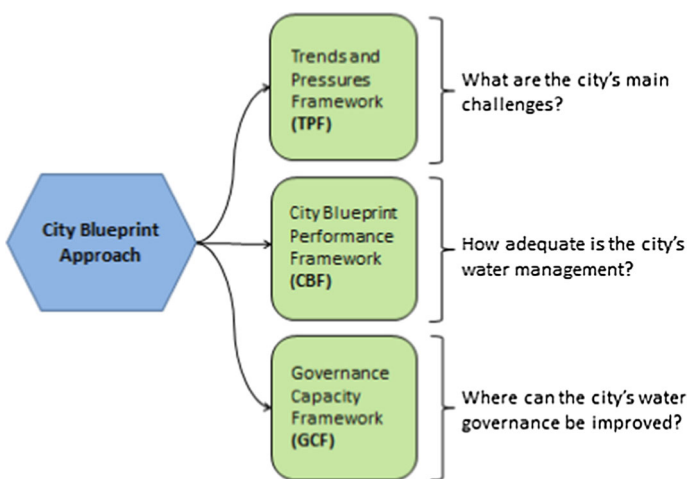 City Blueprint
Approach
Trends and
Pressures
Framework
(TPF)
What are the city's main
challenges?
City Blueprint
Performance
Framework
(CBF)
How adequate is the city's
water management?
Governance
Capacity
Framework
(GCF)
Where can the city's water
governance be improved?